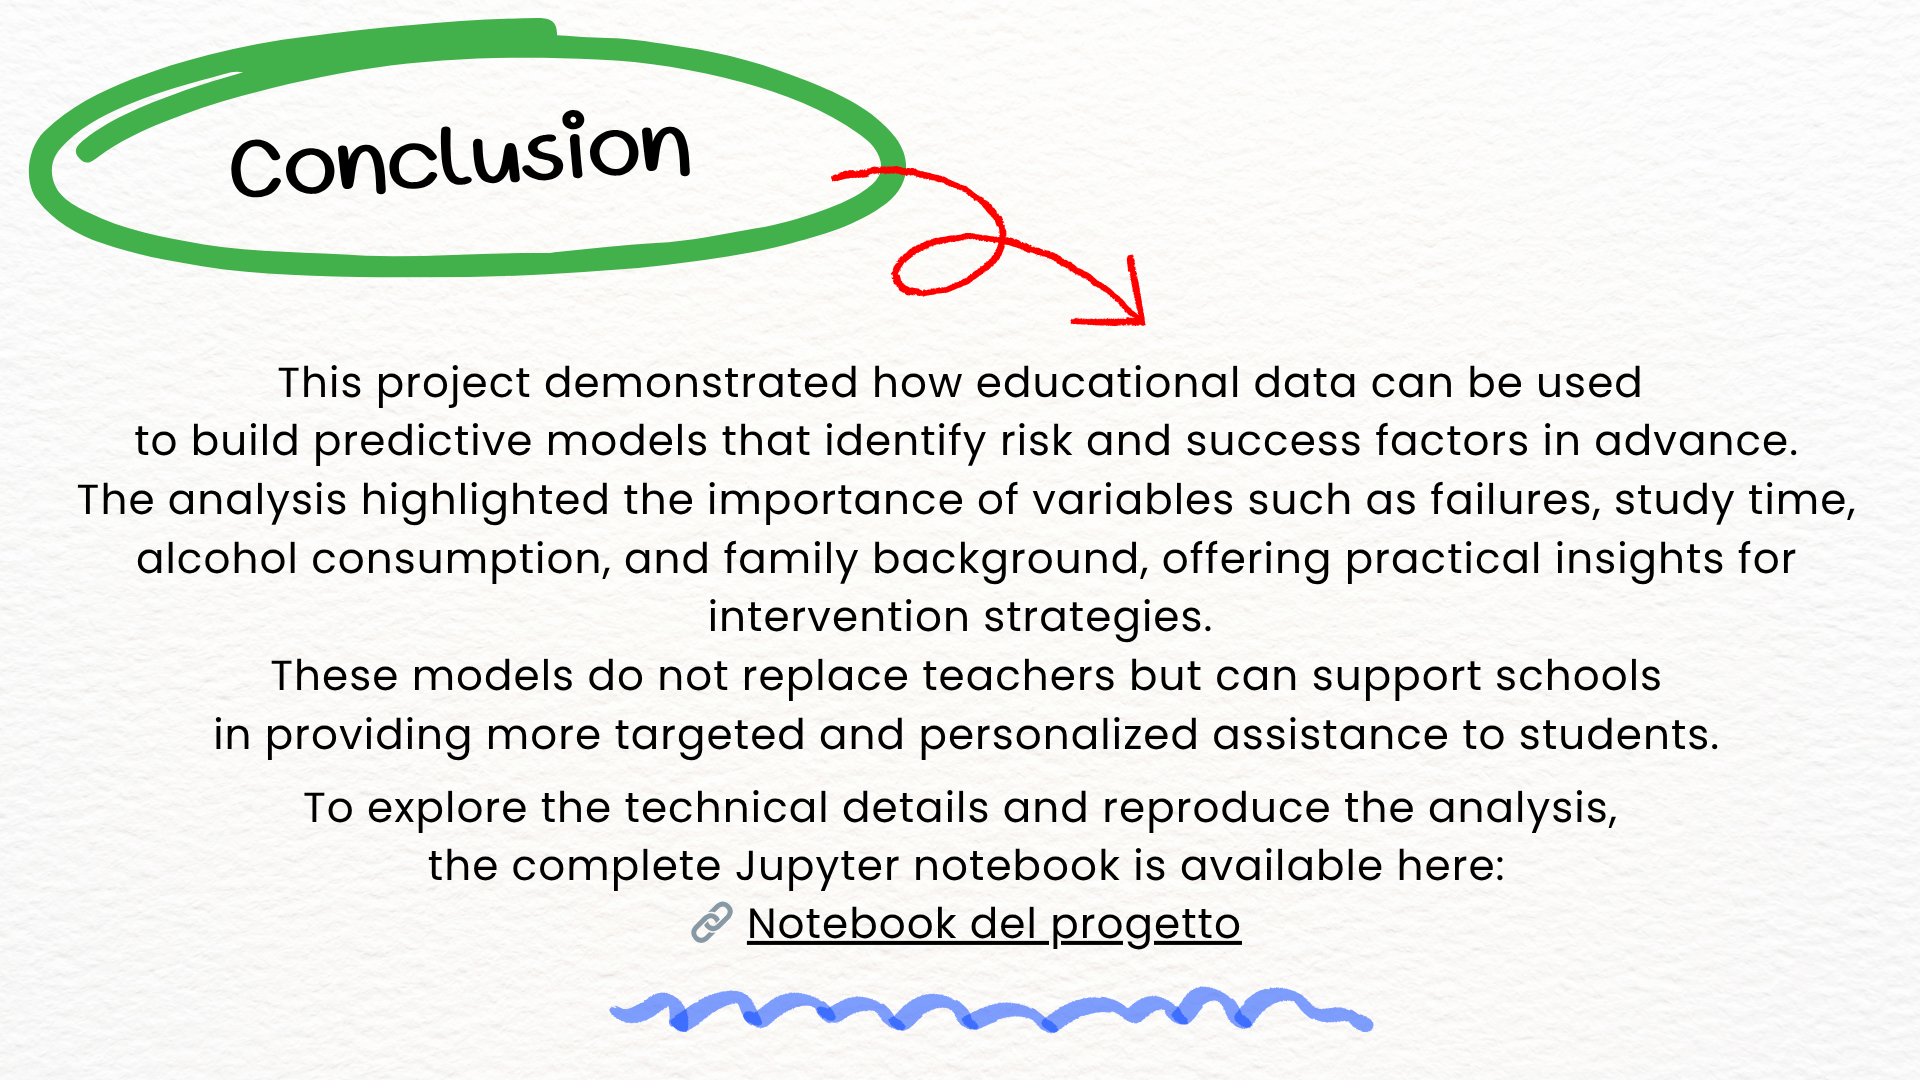 Conclusion
This project demonstrated how educational data can be used
to build predictive models that identify risk and success factors in advance.
The analysis highlighted the importance of variables such as failures, study time,
alcohol consumption, and family background, offering practical insights for
intervention strategies.
These models do not replace teachers but can support schools
in providing more targeted and personalized assistance to students.
To explore the technical details and reproduce the analysis,
the complete Jupyter notebook is available here:
🔗 Notebook del progetto